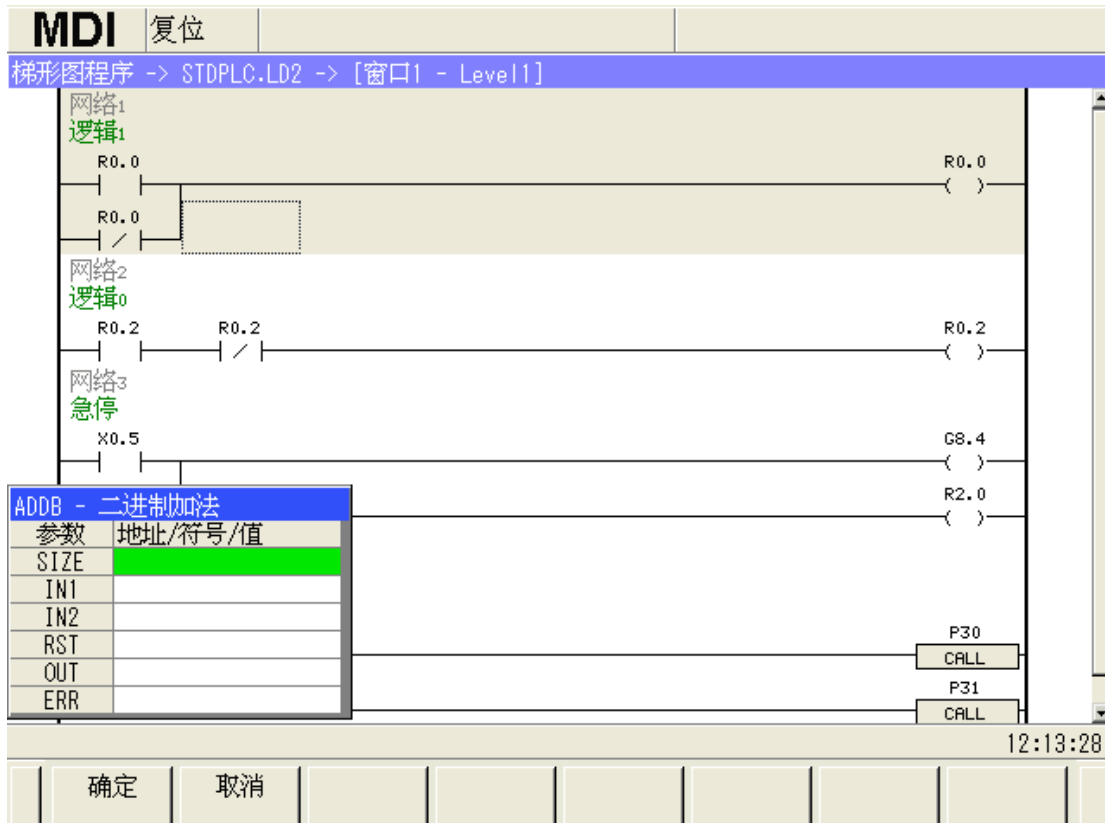 MDI 复位
梯形图程序 -> STDPLC.LD2 -> [窗口1 - Level1]
网络1
逻辑1
R0.0 R0.0
R0.0
网络2
逻辑0
R0.2 R0.2 R0.2
网络3
急停
X0.5 G8.4
R2.0
ADDB - 二进制加法
参数 地址/符号/值
SIZE
IN1
IN2
RST
OUT
ERR
P30
CALL
P31
CALL
12:13:28
确定 取消